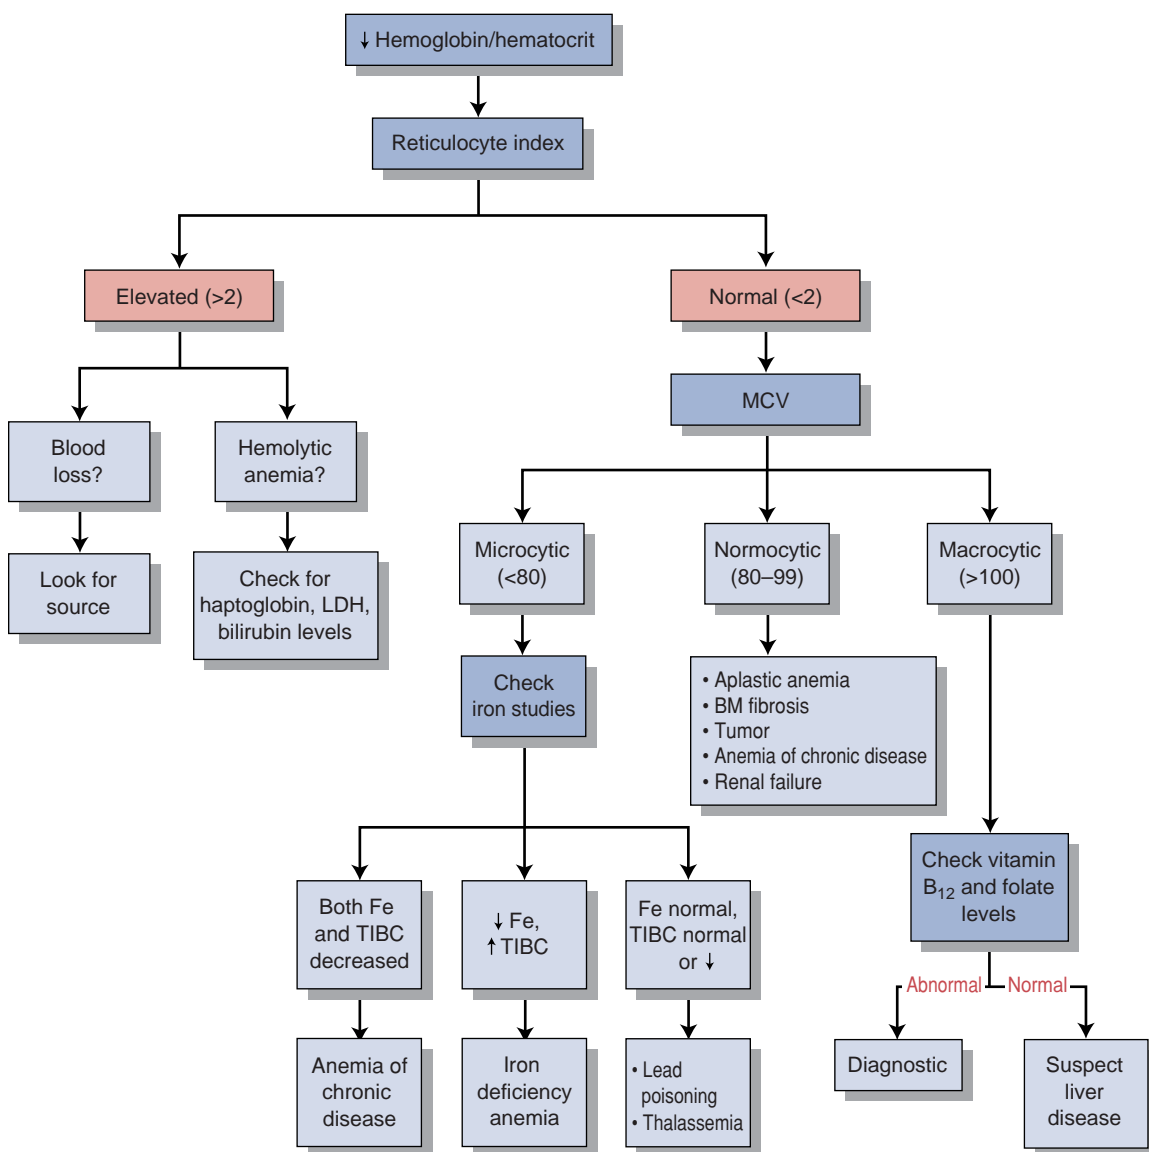 ↓ Hemoglobin/hematocrit
Reticulocyte index
Elevated (>2)
Normal (<2)
MCV
Blood
loss?
Hemolytic
anemia?
Look for
source
Check for
haptoglobin, LDH,
bilirubin levels
Microcytic
(<80)
Normocytic
(80–99)
Macrocytic
(>100)
Check
iron studies
• Aplastic anemia
• BM fibrosis
• Tumor
• Anemia of chronic disease
• Renal failure
Check vitamin
B12 and folate
levels
Both Fe
and TIBC
decreased
↓ Fe,
↑ TIBC
Fe normal,
TIBC normal
or ↓
Abnormal
Normal
Anemia of
chronic
disease
Iron
deficiency
anemia
• Lead
poisoning
• Thalassemia
Diagnostic
Suspect
liver
disease